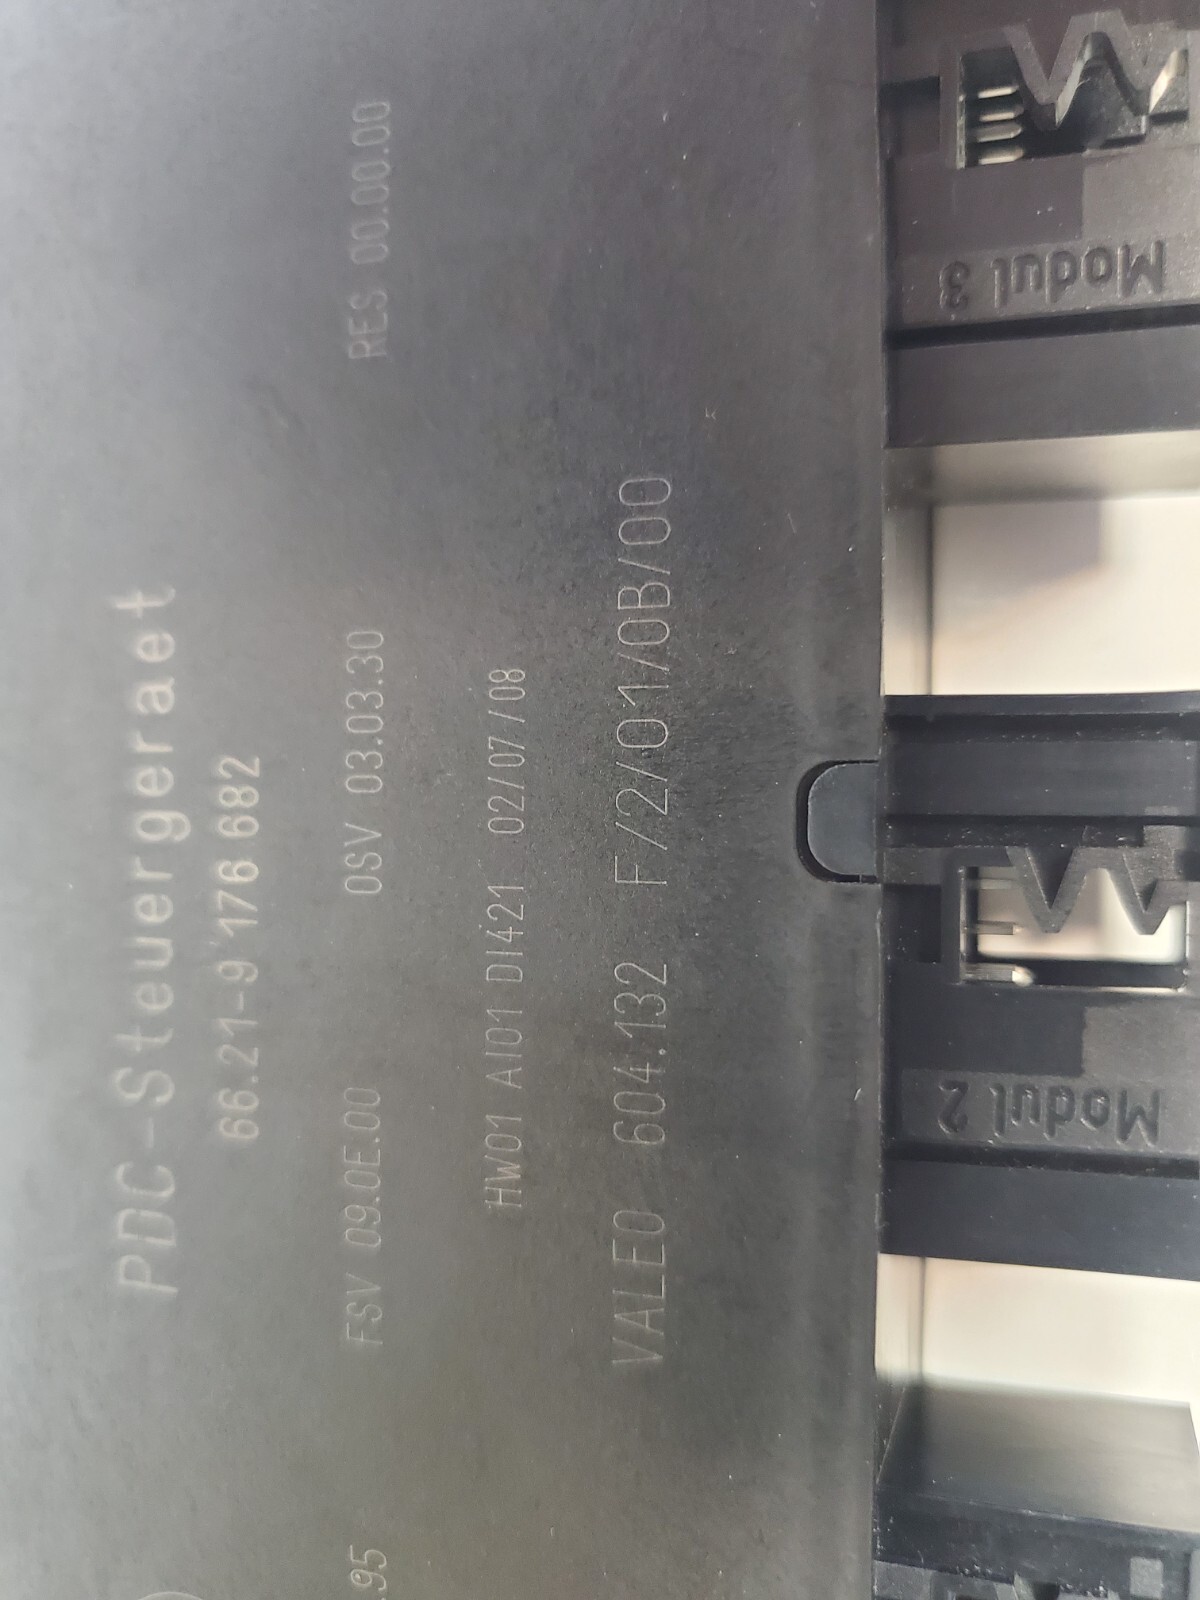 PDC-Steuergeraet
66.21-9 176 682
.95 FSV 09.0E.00 OSV 03.03.30 RES 00.00.00
HW01 AI01 DI421 02/07/08
VALEO 604.132 F/2/01/0B/00
Modul 2
Modul 3